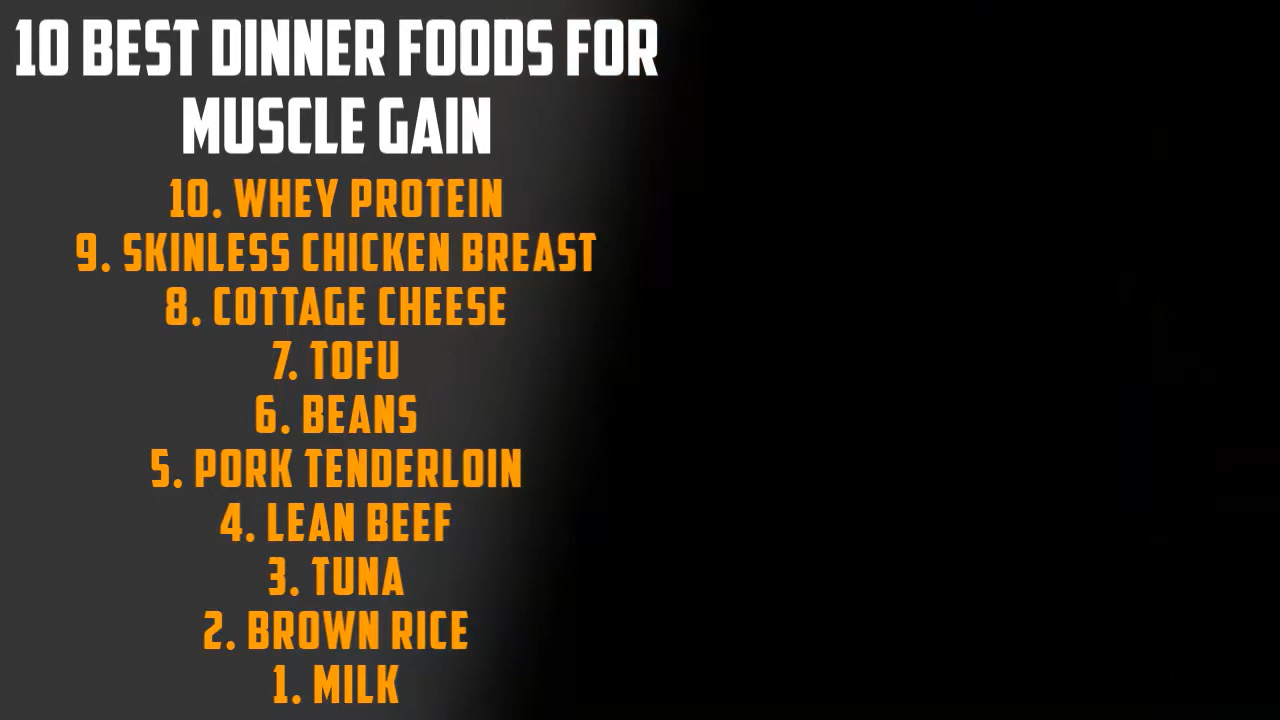 10 BEST DINNER FOODS FOR
MUSCLE GAIN
10. WHEY PROTEIN
9. SKINLESS CHICKEN BREAST
8. COTTAGE CHEESE
7. TOFU
6. BEANS
5. PORK TENDERLOIN
4. LEAN BEEF
3. TUNA
2. BROWN RICE
1. MILK